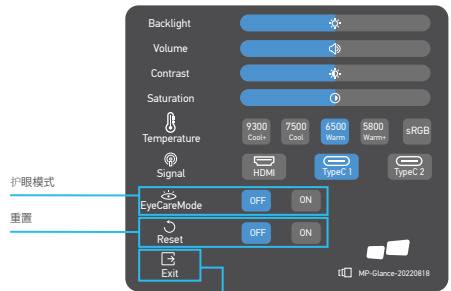 Backlight
Volume
Contrast
Saturation
Temperature
9300 Cool+
7500 Cool
6500 Warm
5800 Warm+
sRGB
Signal
HDMI
TypeC 1
TypeC 2
护眼模式
EyeCareMode
OFF
ON
重置
Reset
OFF
ON
Exit
MP-Glance-20220818